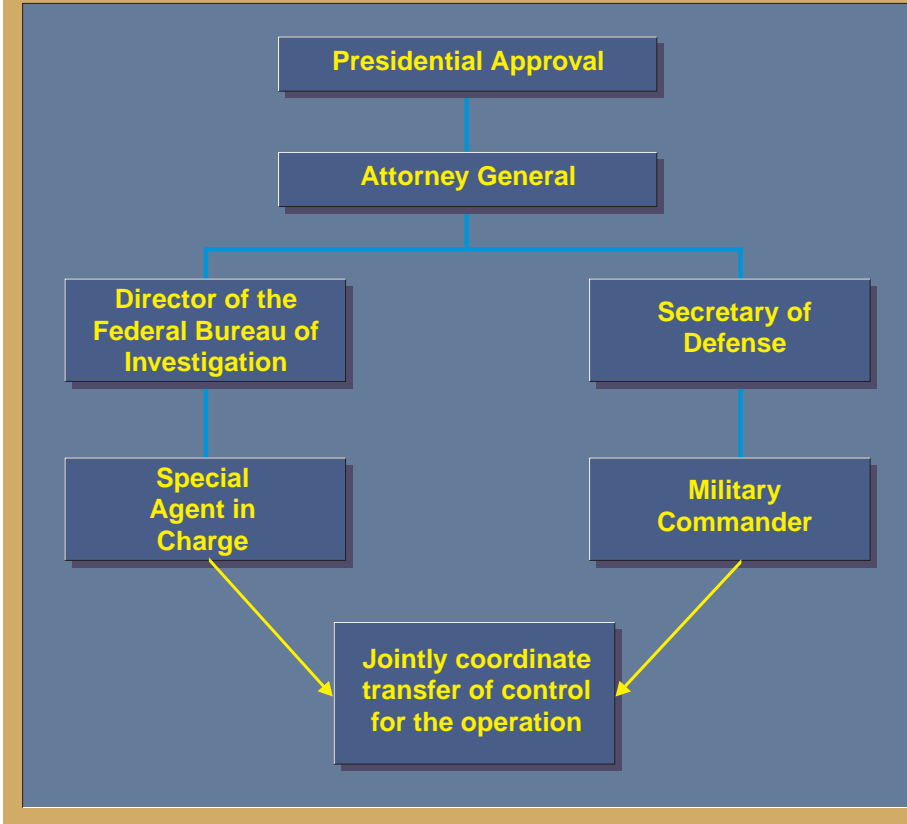 Presidential Approval
Attorney General
Director of the
Federal Bureau of
Investigation
Secretary of
Defense
Special
Agent in
Charge
Military
Commander
Jointly coordinate
transfer of control
for the operation